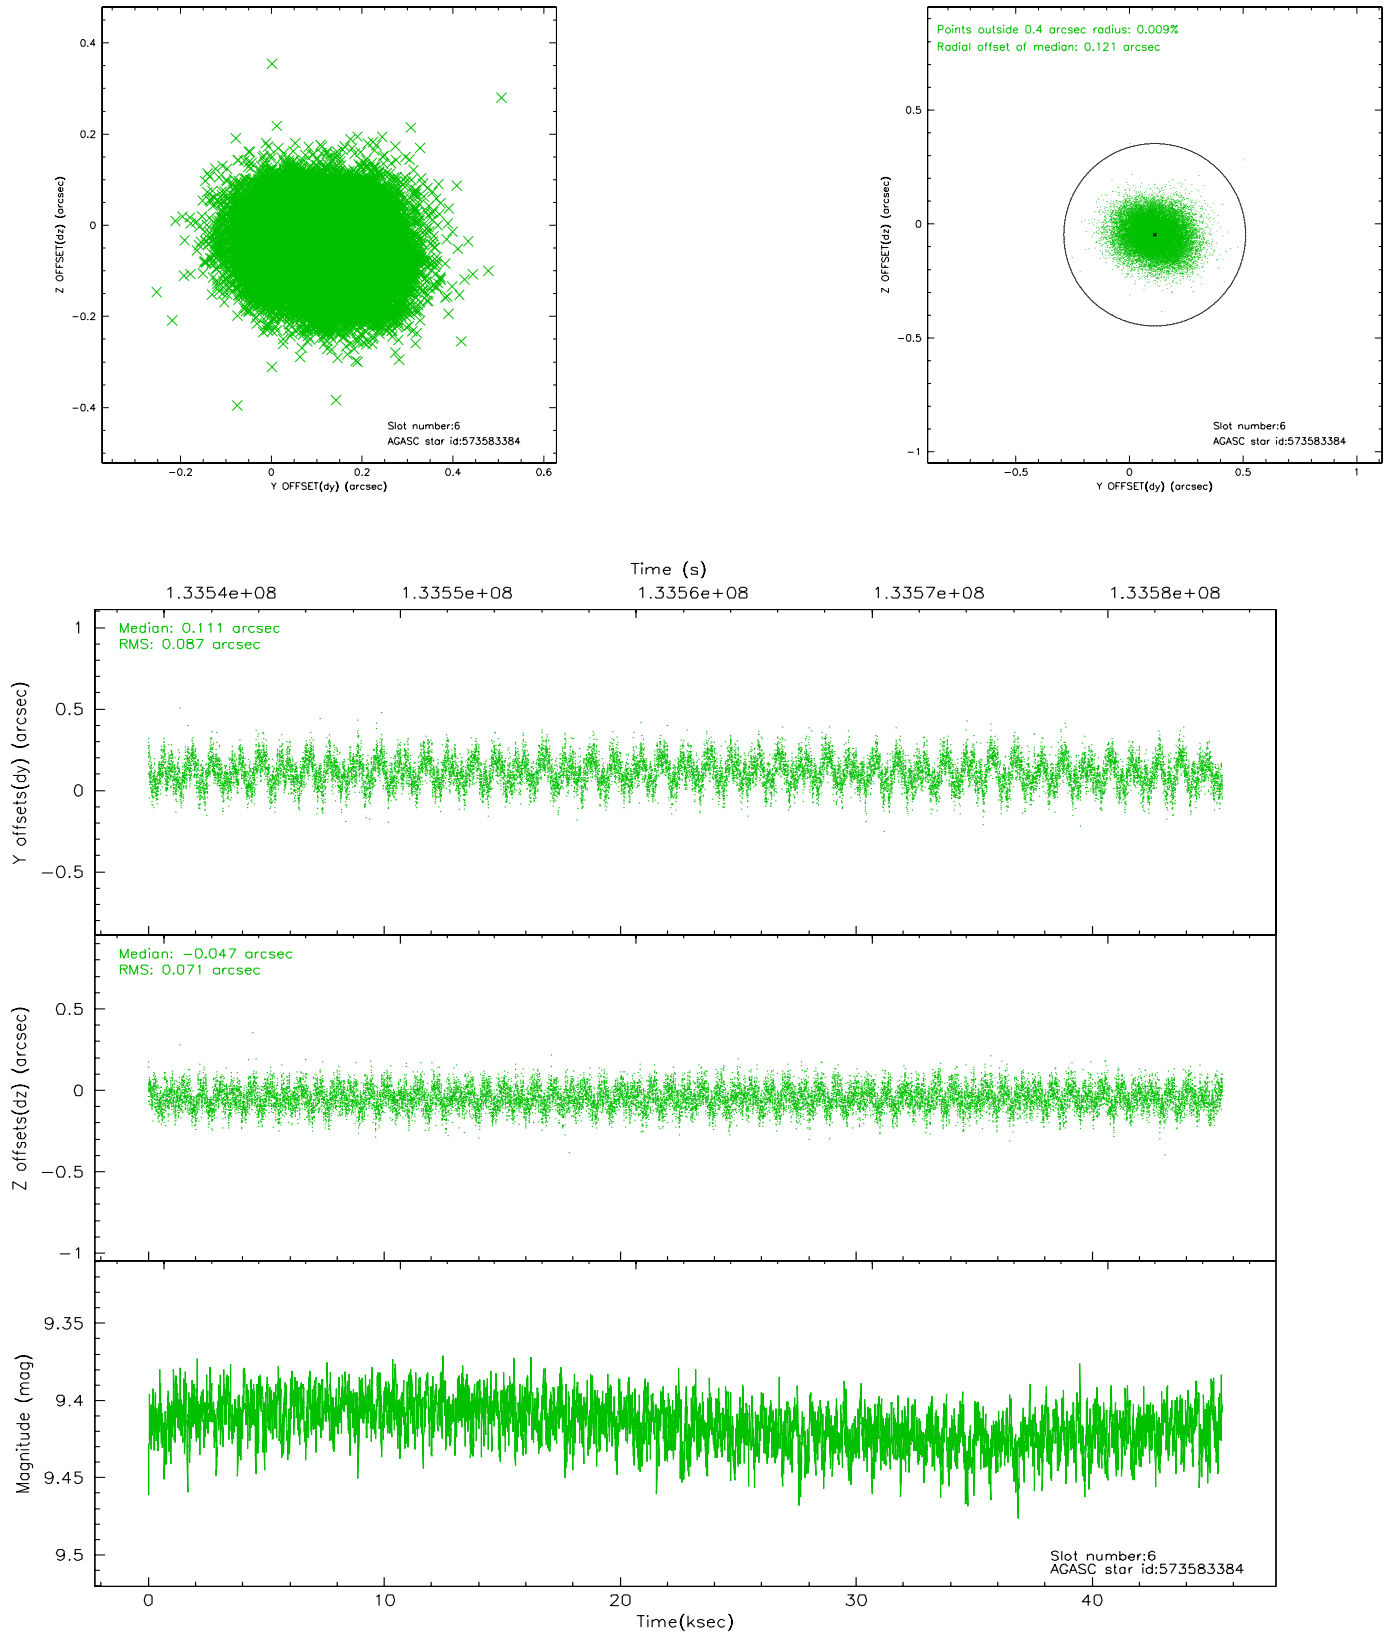 0.4
0.2
0
−0.2
−0.4
Z OFFSET(dz) (arcsec)
−0.2
0
0.2
0.4
0.6
Y OFFSET(dy) (arcsec)
Slot number:6
AGASC star id:573583384
Points outside 0.4 arcsec radius: 0.009%
Radial offset of median: 0.121 arcsec
0.5
0
−0.5
−1
Z OFFSET(dz) (arcsec)
−0.5
0
0.5
1
Y OFFSET(dy) (arcsec)
Slot number:6
AGASC star id:573583384
Time (s)
1.3354e+08
1.3355e+08
1.3356e+08
1.3357e+08
1.3358e+08
Median: 0.111 arcsec
RMS: 0.087 arcsec
1
0.5
0
−0.5
Y offsets(dy) (arcsec)
Median: −0.047 arcsec
RMS: 0.071 arcsec
0.5
0
−0.5
−1
Z offsets(dz) (arcsec)
9.35
9.4
9.45
9.5
Magnitude (mag)
Slot number:6
AGASC star id:573583384
0
10
20
30
40
Time(ksec)